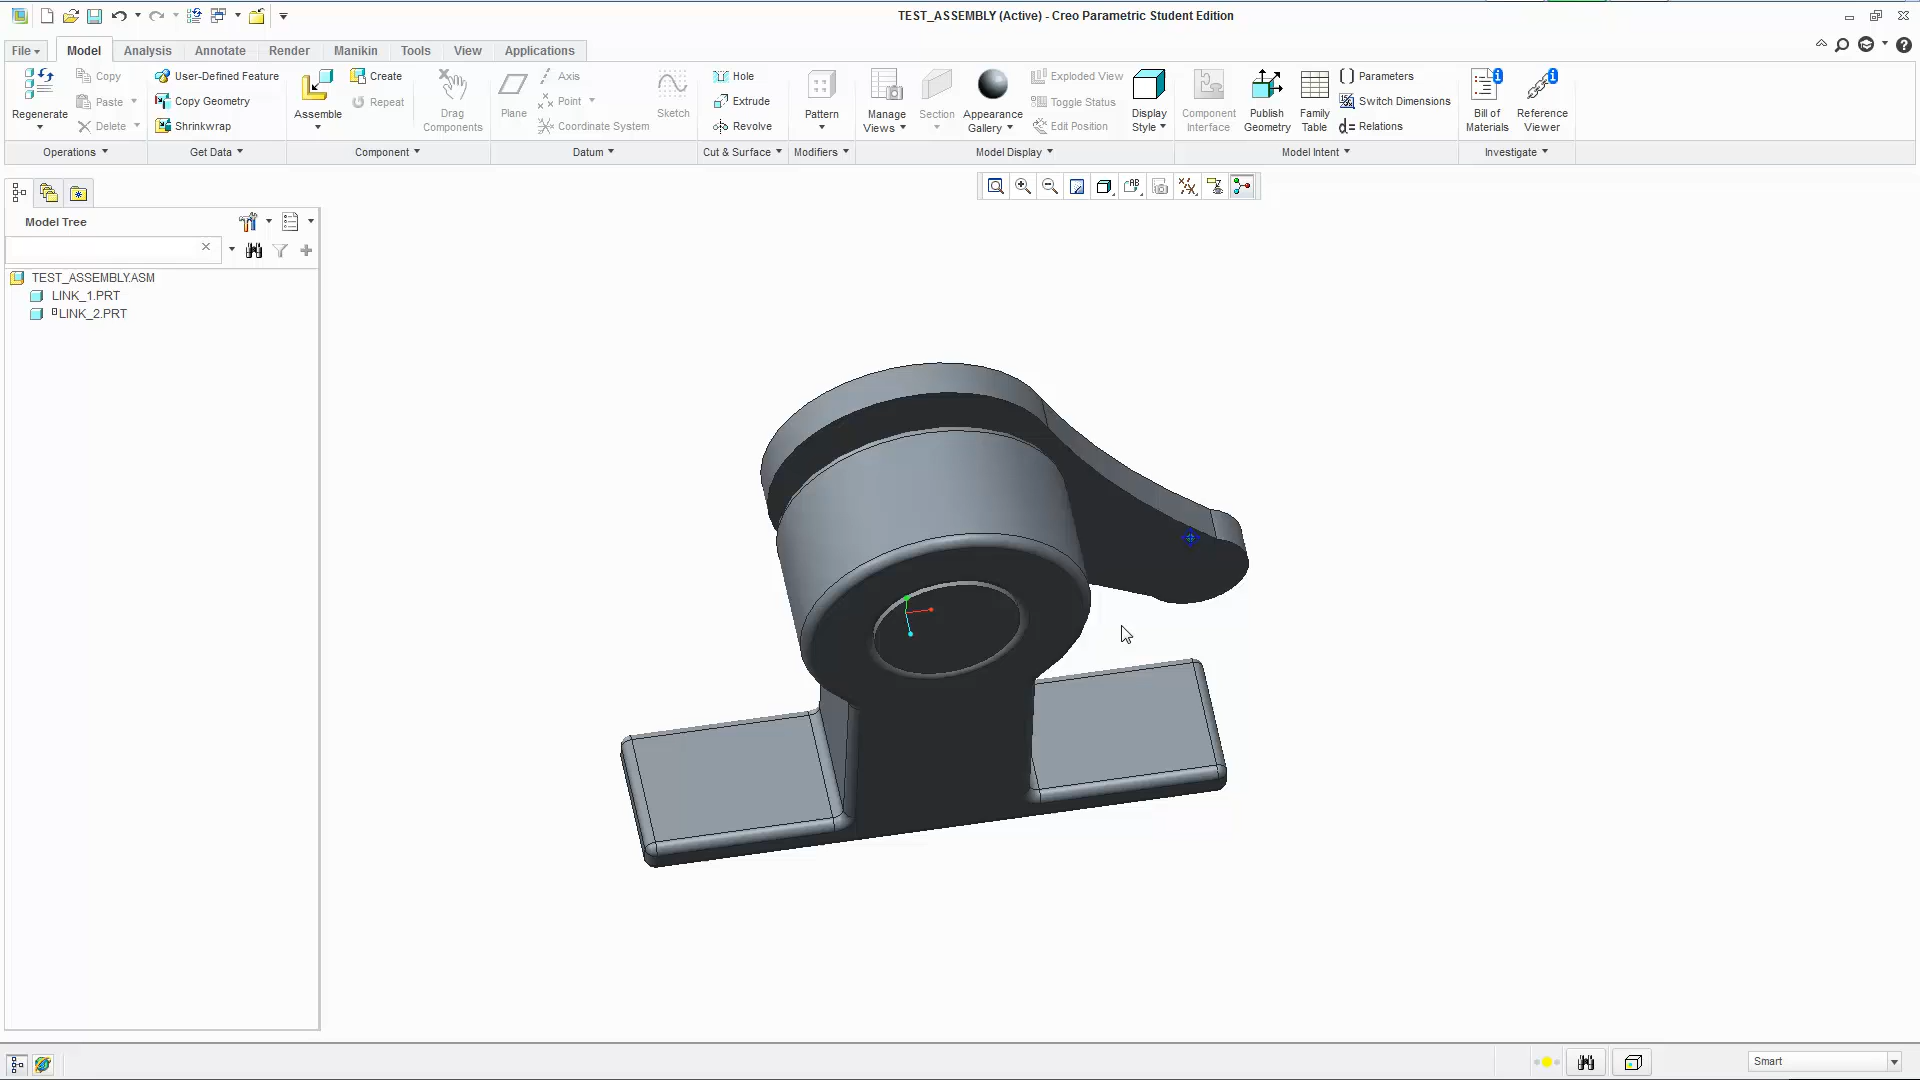 TEST_ASSEMBLY (Active) - Creo Parametric Student Edition
File Model Analysis Annotate Render Manikin Tools View Applications
Regenerate
Copy
Paste
Delete
Operations
User-Defined Feature
Copy Geometry
Shrinkwrap
Get Data
Assemble
Create
Repeat
Drag
Components
Component
Plane
Axis
Point
Coordinate System
Sketch
Datum
Hole
Extrude
Revolve
Cut & Surface
Pattern
Modifiers
Manage
Views
Section
Appearance
Gallery
Exploded View
Toggle Status
Edit Position
Display
Style
Model Display
Component
Interface
Publish
Geometry
Family
Table
Parameters
Switch Dimensions
d= Relations
Model Intent
Bill of
Materials
Reference
Viewer
Investigate
Model Tree
TEST_ASSEMBLY.ASM
LINK_1.PRT
LINK_2.PRT
Smart